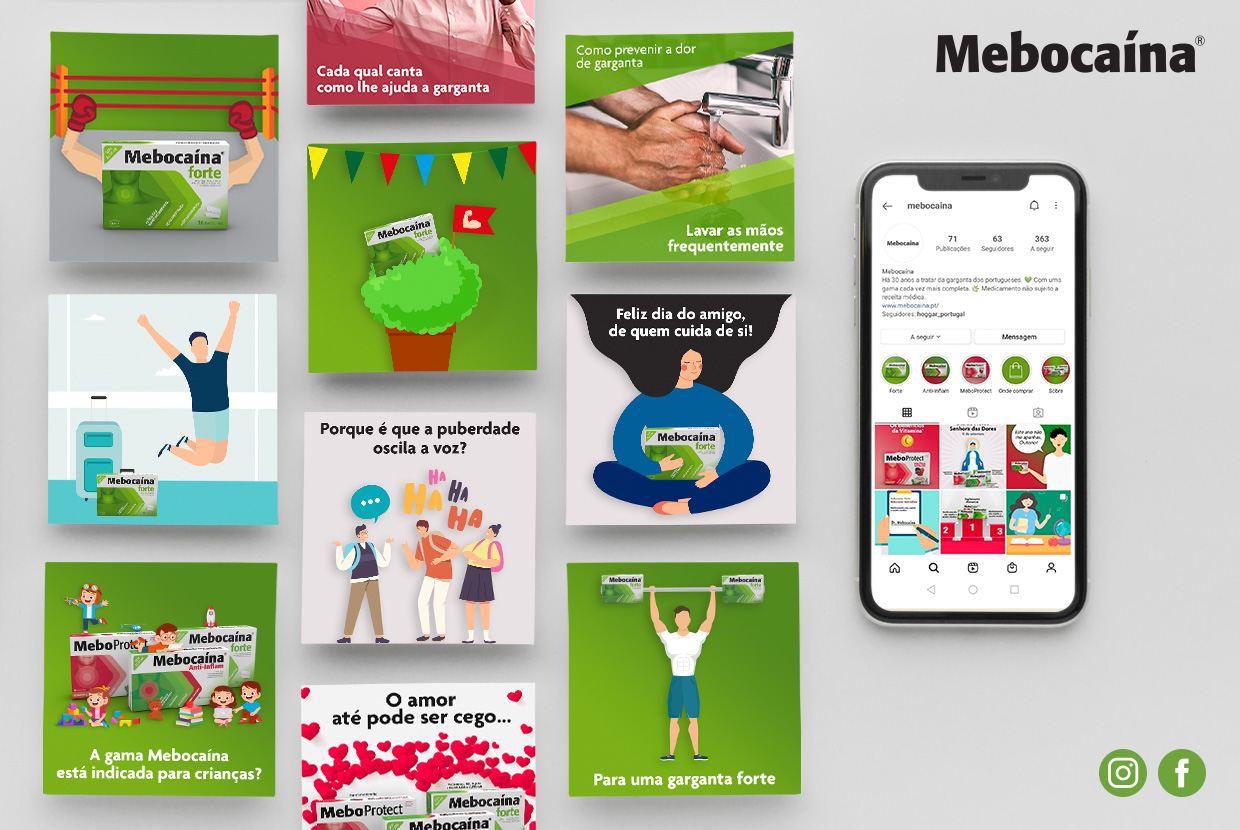 Mebocaína®
Mebocaína
forte
Cada qual canta
como lhe ajuda a garganta
Como prevenir a dor
de garganta
Lavar as mãos
frequentemente
Mebocaína
forte
Mebocaína
forte
Feliz dia do amigo,
de quem cuida de si!
Mebocaína
forte
Porque é que a puberdade
oscila a voz?
HA
HA
HA
HA
MeboProtect
Mebocaína
forte
Mebocaína
Anti-Inflam
A gama Mebocaína
está indicada para crianças?
O amor
até pode ser cego...
MeboProtect
Mebocaína
forte
Mebocaína
Mebocaína
forte
Mebocaína
forte
Para uma garganta forte
mebocaina
Mebocaína
71
Publicações
63
Seguidores
363
A seguir
Mebocaína
Há 30 anos a tratar da garganta dos portugueses. 💚 Com uma
gama cada vez mais completa. 🌿 Medicamento não sujeito a
receita médica.
www.mebocaina.pt/
Seguidores: hoggar_portugal
A seguir
Mensagem
Forte
Anti-Inflam
MeboProtect
Onde comprar
Sobre
Os benefícios
da Vitamina
C
MeboProtect
Senhora das Dores
Este ano não
me apanhas,
Outono!
2
1
3